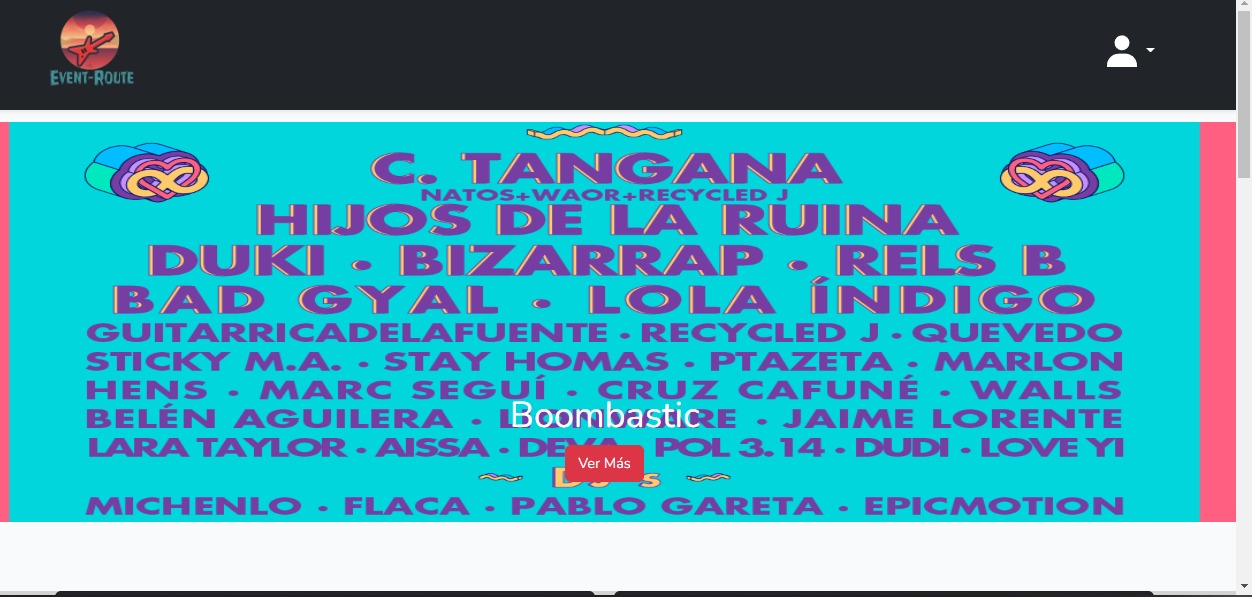 EVENT-ROUTE
C. TANGANA
NATOS+WAOR+RECYCLED J
HIJOS DE LA RUINA
DUKI • BIZARRAP • RELS B
BAD GYAL • LOLA ÍNDIGO
GUITARRICADELAFUENTE • RECYCLED J • QUEVEDO
STICKY M.A. • STAY HOMAS • PTAZETA • MARLON
HENS • MARC SEGUÍ • CRUZ CAFUNÉ • WALLS
BELÉN AGUILERA • • JAIME LORENTE
Boombastic
LARA TAYLOR • AISSA • DEVA • POL 3.14 • DUDI • LOVE YI
Ver Más
MICHENLO • FLACA • PABLO GARETA • EPICMOTION